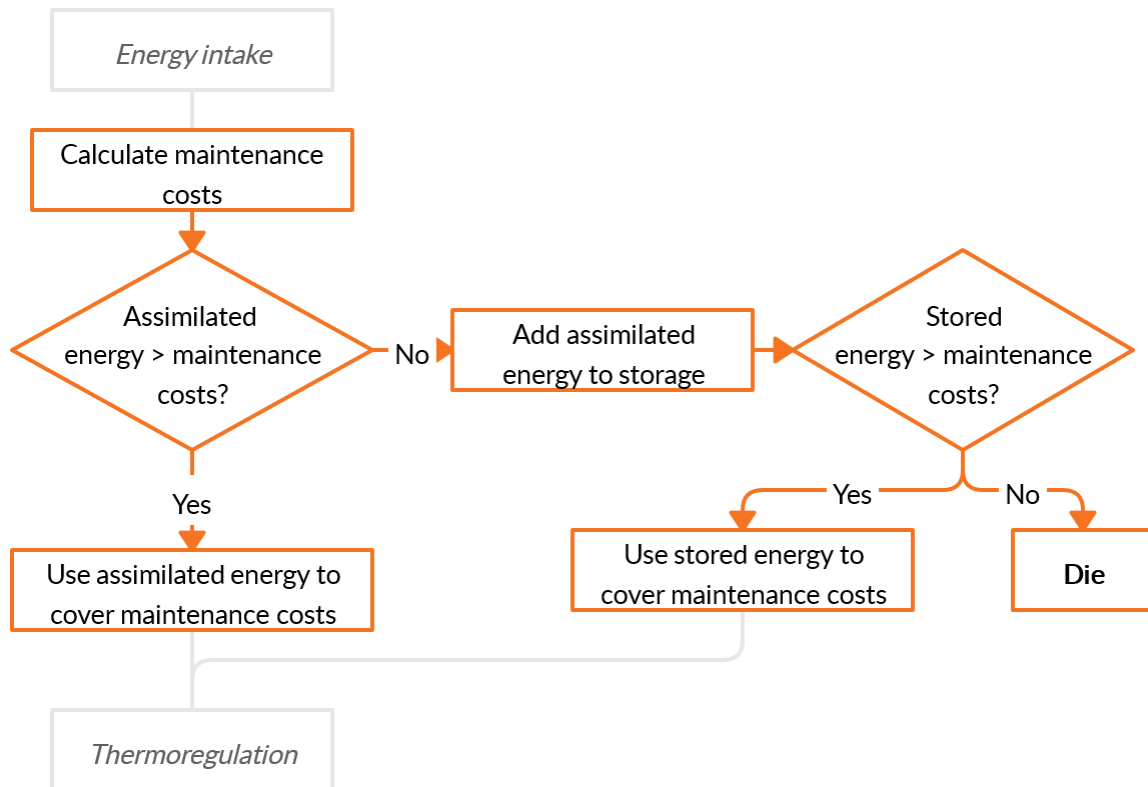 Energy intake
Calculate maintenance
costs
Assimilated
energy > maintenance
costs?
No
Add assimilated
energy to storage
Stored
energy > maintenance
costs?
Yes
Yes
No
Use assimilated energy to
cover maintenance costs
Use stored energy to
cover maintenance costs
Die
Thermoregulation